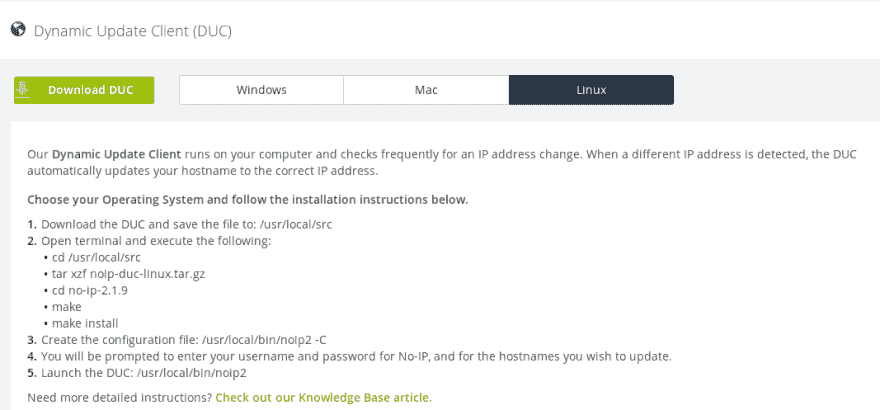 Dynamic Update Client (DUC)
Download DUC
Windows
Mac
Linux
Our Dynamic Update Client runs on your computer and checks frequently for an IP address change. When a different IP address is detected, the DUC
automatically updates your hostname to the correct IP address.
Choose your Operating System and follow the installation instructions below.
1. Download the DUC and save the file to: /usr/local/src
2. Open terminal and execute the following:
• cd /usr/local/src
• tar xzf noip-duc-linux.tar.gz
• cd no-ip-2.1.9
• make
• make install
3. Create the configuration file: /usr/local/bin/noip2 -C
4. You will be prompted to enter your username and password for No-IP, and for the hostnames you wish to update.
5. Launch the DUC: /usr/local/bin/noip2
Need more detailed instructions? Check out our Knowledge Base article.